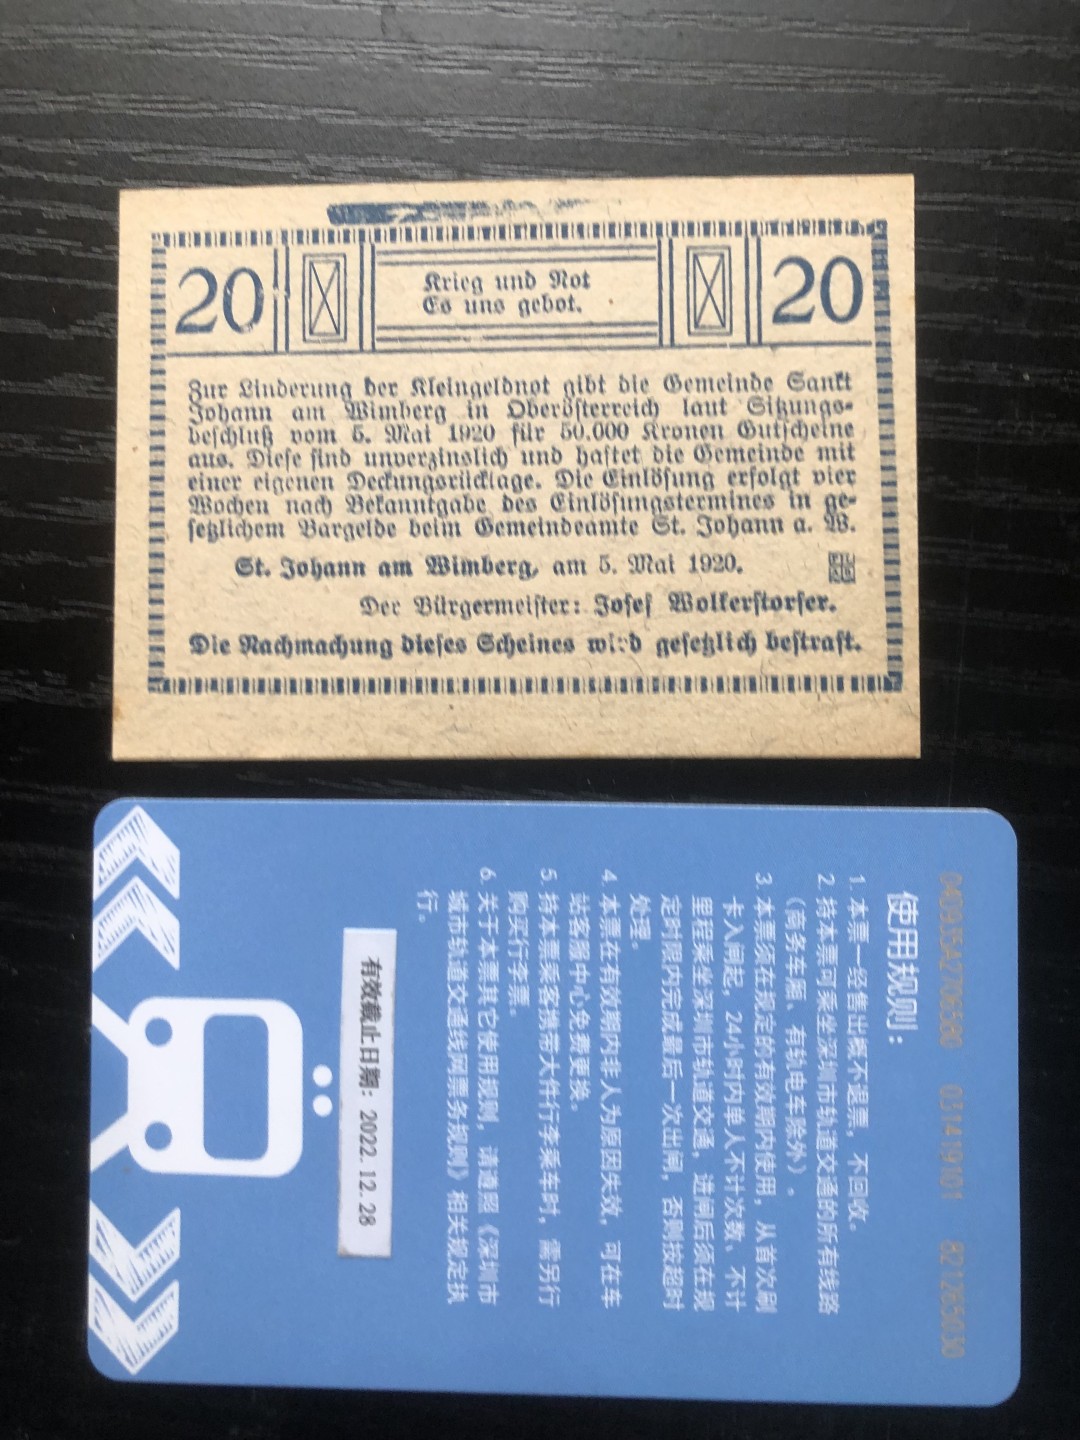 20
Krieg und Not
Es uns gebot.
20
Zur Linderung der Kleingeldnot gibt die Gemeinde Sankt
Johann am Wimberg in Oberösterreich laut Sitzungs-
beschluß vom 5. Mai 1920 für 50.000 Kronen Gutscheine
aus. Diese sind unverzinslich und haftet die Gemeinde mit
einer eigenen Deckungsrücklage. Die Einlösung erfolgt vier
Wochen nach Bekanntgabe des Einlösungstermines in ge-
setzlichem Bargelde beim Gemeindeamte St. Johann a. W.
St. Johann am Wimberg, am 5. Mai 1920.
Der Bürgermeister: Josef Wolkerstorfer.
Die Nachmachung dieses Scheines wird gesetzlich bestraft.
040935A2706580 031419101 821265030
使用规则：
1. 本票一经售出概不退票，不回收。
2. 持本票可乘坐深圳市轨道交通的所有线路
（商务车厢、有轨电车除外）。
3. 本票须在规定的有效期内使用，从首次刷
卡入闸起，24小时内单人不计次数、不计
里程乘坐深圳市轨道交通，进闸后须在规
定时限内完成最后一次出闸，否则按超时
处理。
4. 本票在有效期内非人为原因失效，可在车
站客服中心免费更换。
5. 持本票乘客携带大件行李乘车时，需另行
购买行李票。
6. 关于本票其它使用规则，请遵照《深圳市
城市轨道交通线网票务规则》相关规定执
行。
有效截止日期：2022.12.28